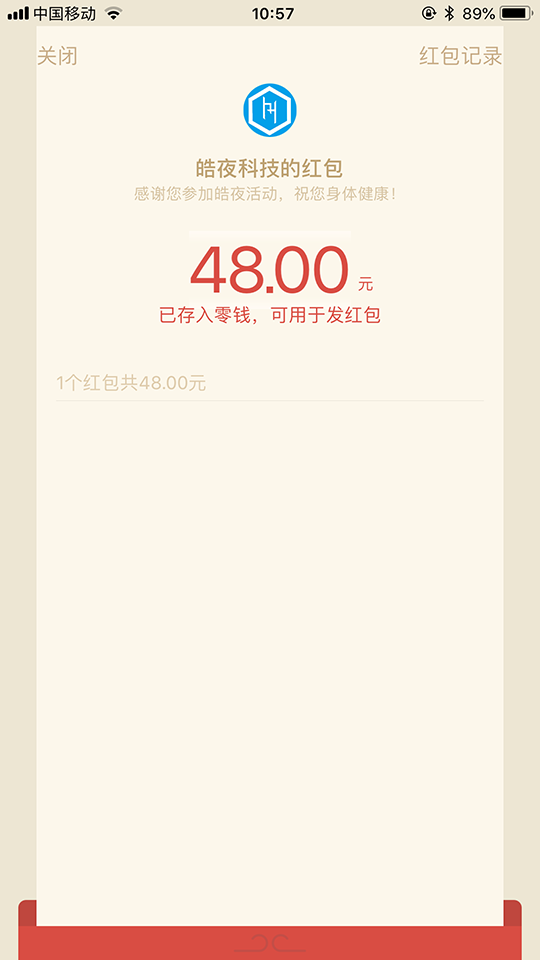 中国移动
10:57
89%
关闭
红包记录
皓夜科技的红包
感谢您参加皓夜活动，祝您身体健康！
48.00 元
已存入零钱，可用于发红包
1个红包共48.00元